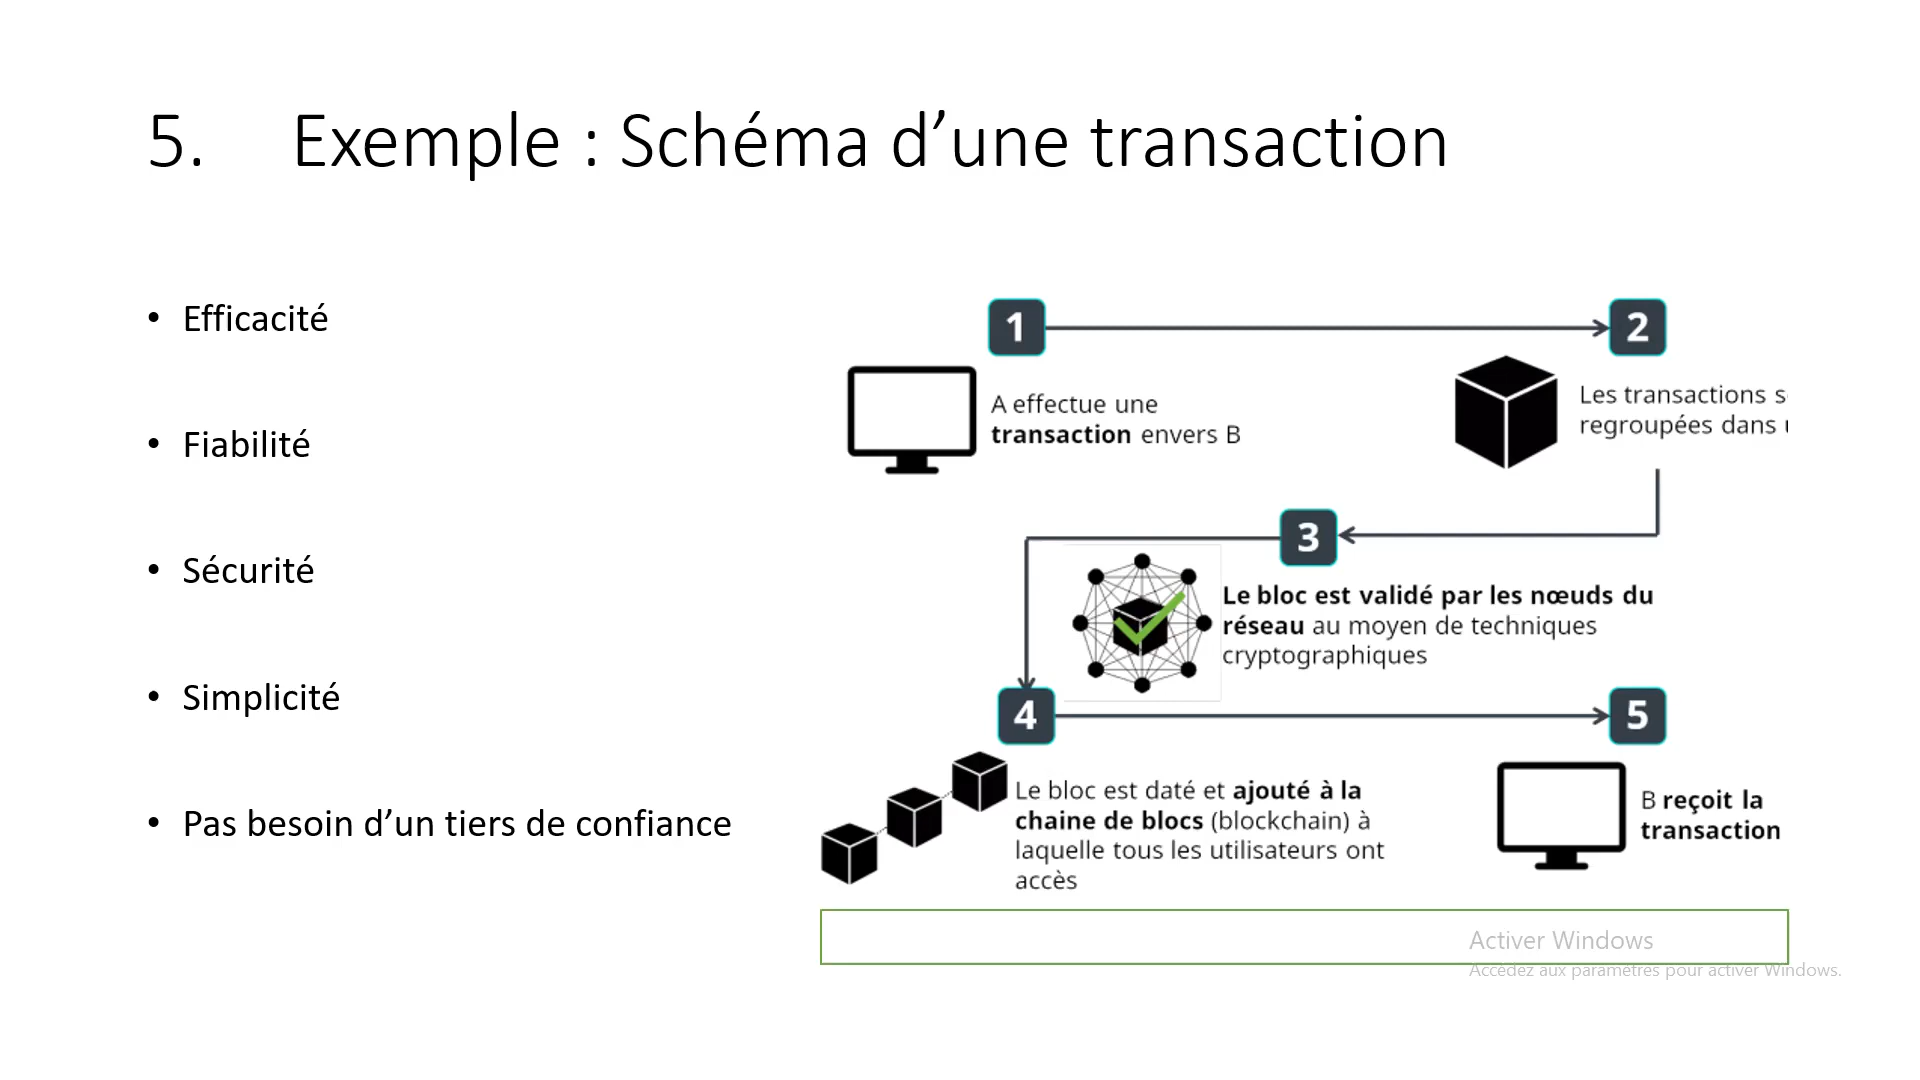 5. Exemple : Schéma d’une transaction
• Efficacité
• Fiabilité
• Sécurité
• Simplicité
• Pas besoin d’un tiers de confiance
1
2
A effectue une
transaction envers B
Les transactions
regroupées dans
3
Le bloc est validé par les nœuds du
réseau au moyen de techniques
cryptographiques
4
5
Le bloc est daté et ajouté à la
chaine de blocs (blockchain) à
laquelle tous les utilisateurs ont
accès
B reçoit la
transaction
Activer Windows
Accédez aux paramètres pour activer Windows.